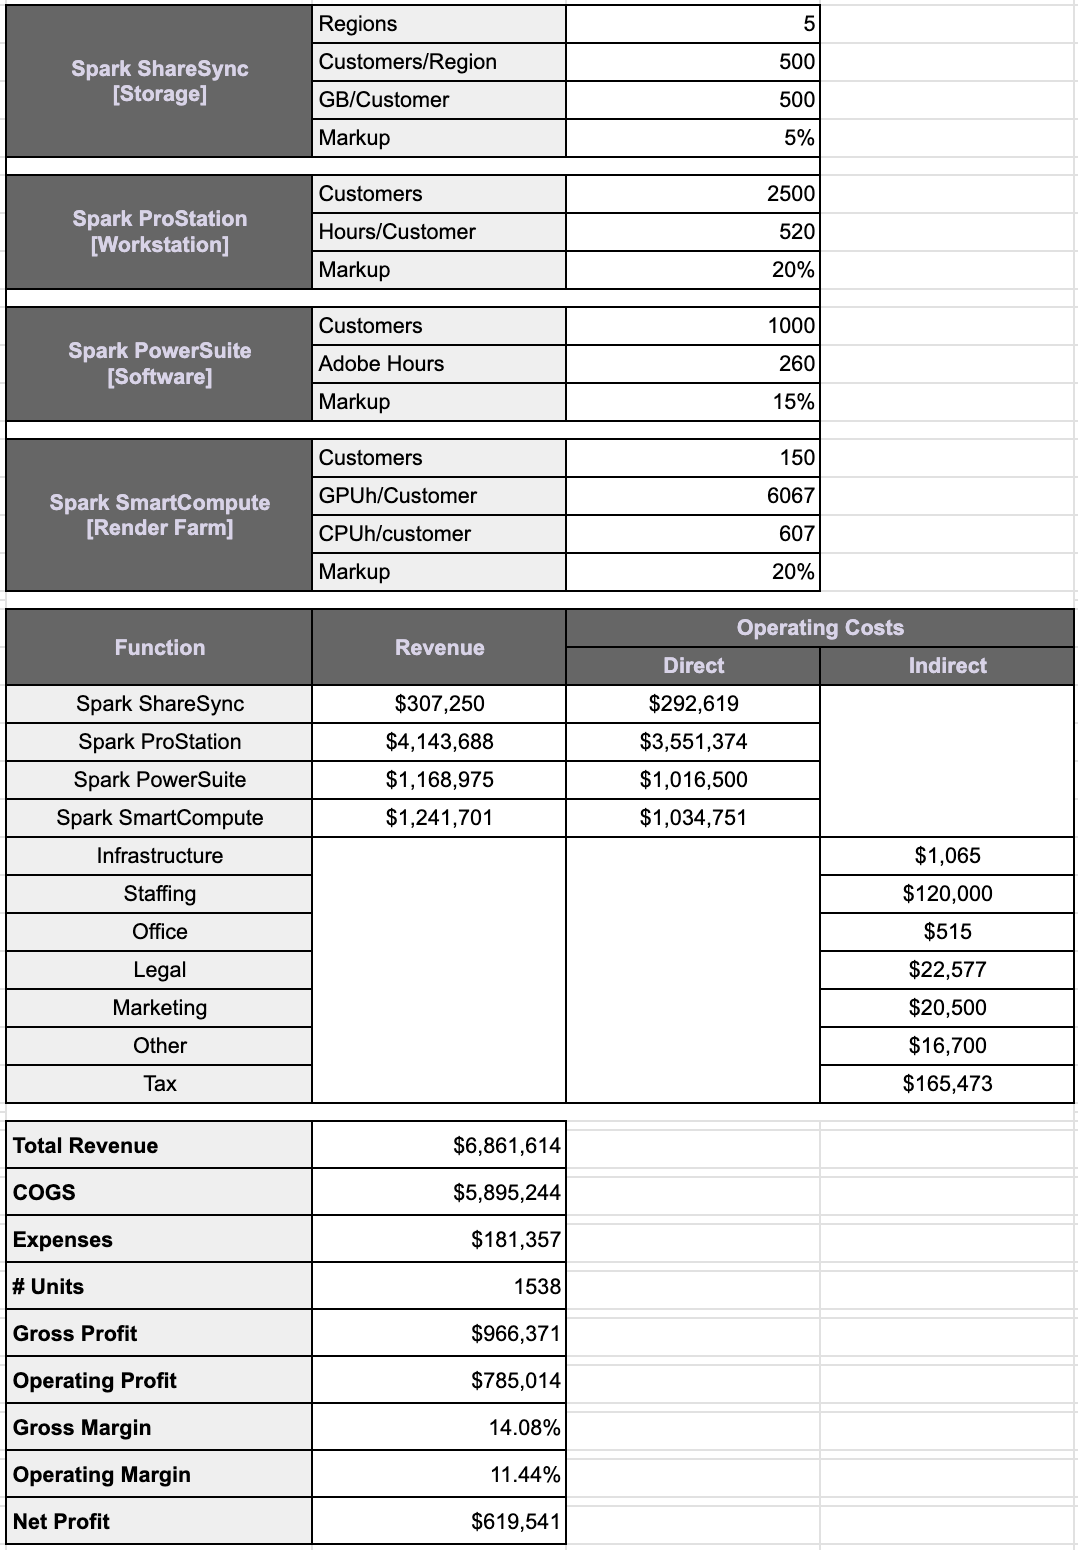 Spark ShareSync
[Storage]
Regions 5
Customers/Region 500
GB/Customer 500
Markup 5%
Spark ProStation
[Workstation]
Customers 2500
Hours/Customer 520
Markup 20%
Spark PowerSuite
[Software]
Customers 1000
Adobe Hours 260
Markup 15%
Spark SmartCompute
[Render Farm]
Customers 150
GPUh/Customer 6067
CPUh/customer 607
Markup 20%
Function Revenue Operating Costs
Direct Indirect
Spark ShareSync $307,250 $292,619
Spark ProStation $4,143,688 $3,551,374
Spark PowerSuite $1,168,975 $1,016,500
Spark SmartCompute $1,241,701 $1,034,751
Infrastructure $1,065
Staffing $120,000
Office $515
Legal $22,577
Marketing $20,500
Other $16,700
Tax $165,473
Total Revenue $6,861,614
COGS $5,895,244
Expenses $181,357
# Units 1538
Gross Profit $966,371
Operating Profit $785,014
Gross Margin 14.08%
Operating Margin 11.44%
Net Profit $619,541